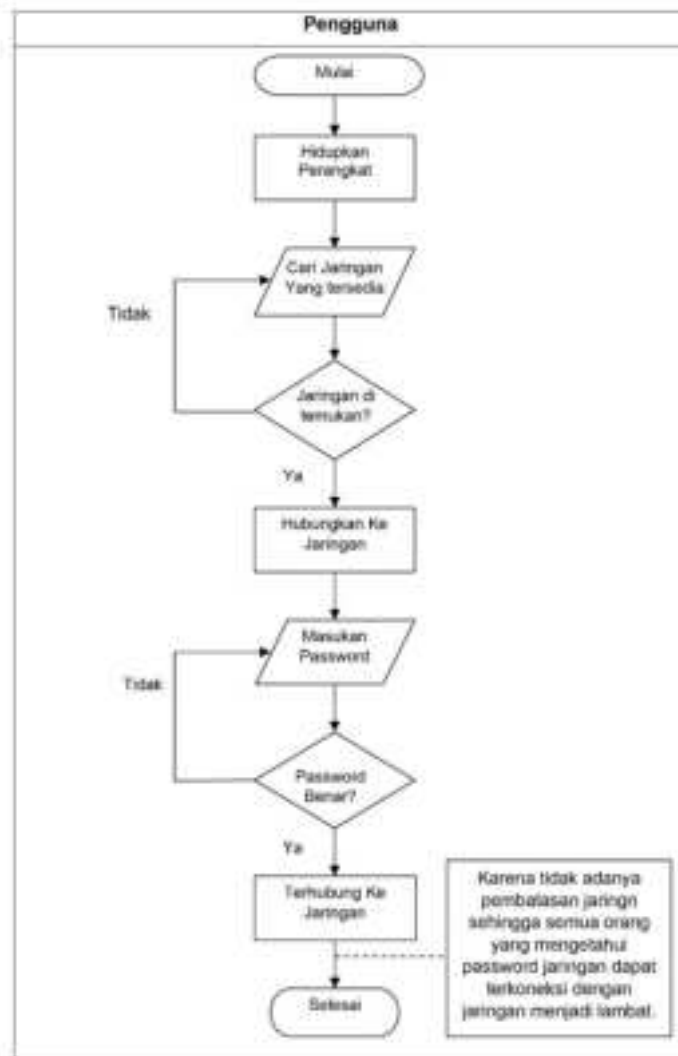 Pengguna
Mulai
Hidupkan
Perangkat
Cari Jaringan
Yang tersedia
Tidak
Jaringan di
temukan?
Ya
Hubungkan Ke
Jaringan
Masukan
Password
Tidak
Password
Benar?
Ya
Terhubung Ke
Jaringan
Karena tidak adanya
pembatasan jaringn
sehingga semua orang
yang mengetahui
password jaringan dapat
terkoneksi dengan
jaringan menjadi lambat.
Selesai